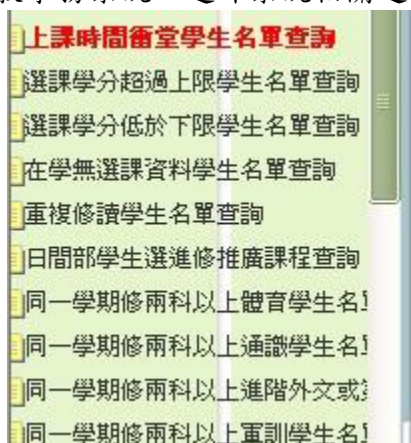 上課時間衝堂學生名單查詢
選課學分超過上限學生名單查詢
選課學分低於下限學生名單查詢
在學無選課資料學生名單查詢
重複修讀學生名單查詢
日間部學生選進修推廣課程查詢
同一學期修兩科以上體育學生名
同一學期修兩科以上通識學生名
同一學期修兩科以上進階外文或
同一學期修兩科以上軍訓學生名